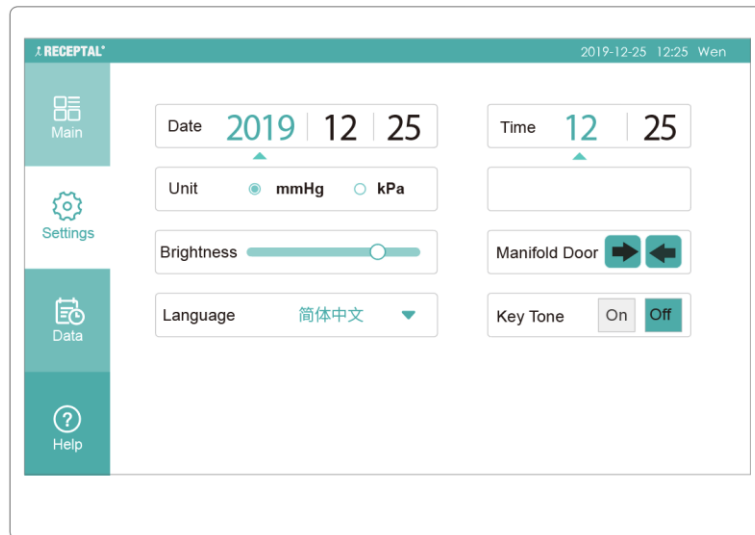 RECEPTAL®
2019-12-25 12:25 Wen
Main
Settings
Data
Help
Date 2019 12 25
Time 12 25
Unit mmHg kPa
Brightness
Manifold Door
Language 简体中文
Key Tone On Off